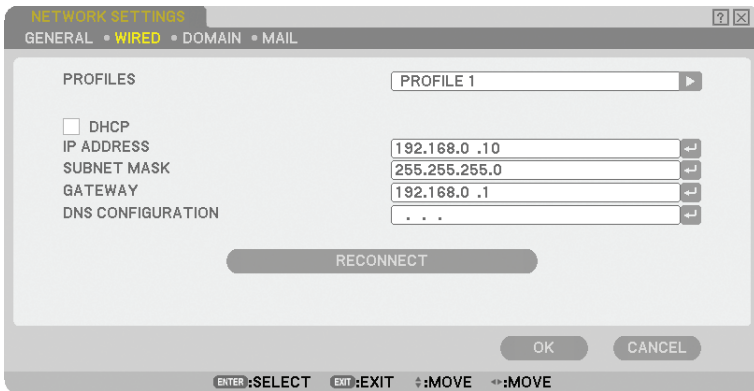 NETWORK SETTINGS ? X
GENERAL • WIRED • DOMAIN • MAIL
PROFILES PROFILE 1
DHCP
IP ADDRESS 192.168.0 .10
SUBNET MASK 255.255.255.0
GATEWAY 192.168.0 .1
DNS CONFIGURATION . . .
RECONNECT
OK CANCEL
ENTER :SELECT EXIT :EXIT :MOVE :MOVE